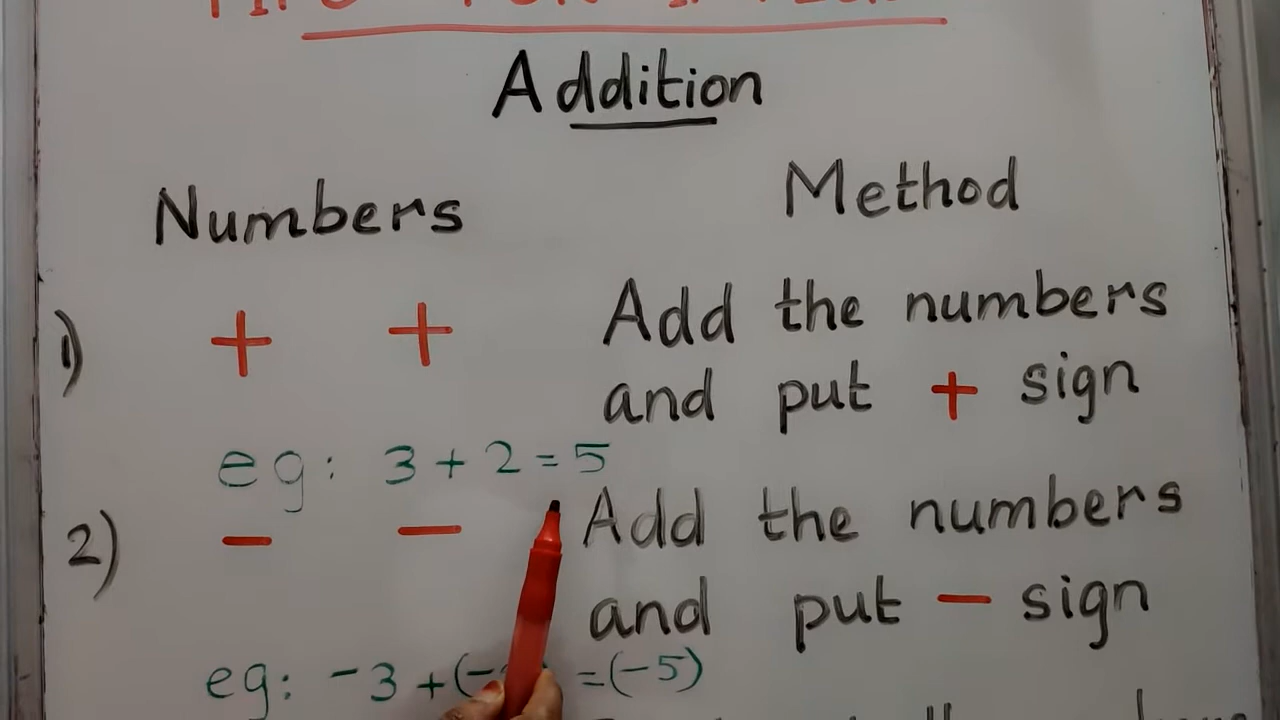 Addition
Numbers Method
1) + + Add the numbers
and put + sign
eg: 3 + 2 = 5
2) - - Add the numbers
and put - sign
eg: -3 + (- = (-5)